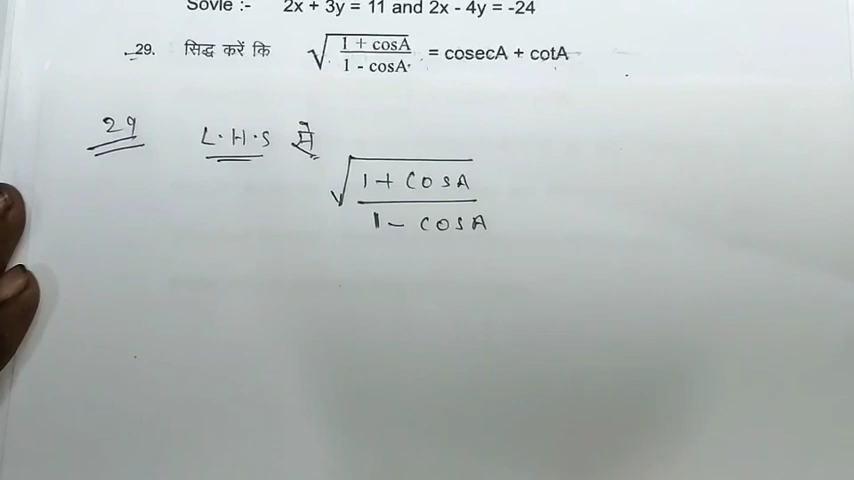 Sovle :- 2x + 3y = 11 and 2x - 4y = -24
29. सिद्ध करें कि √(1 + cosA / 1 - cosA) = cosecA + cotA
29 L.H.S से
√(1 + cosA / 1 - cosA)